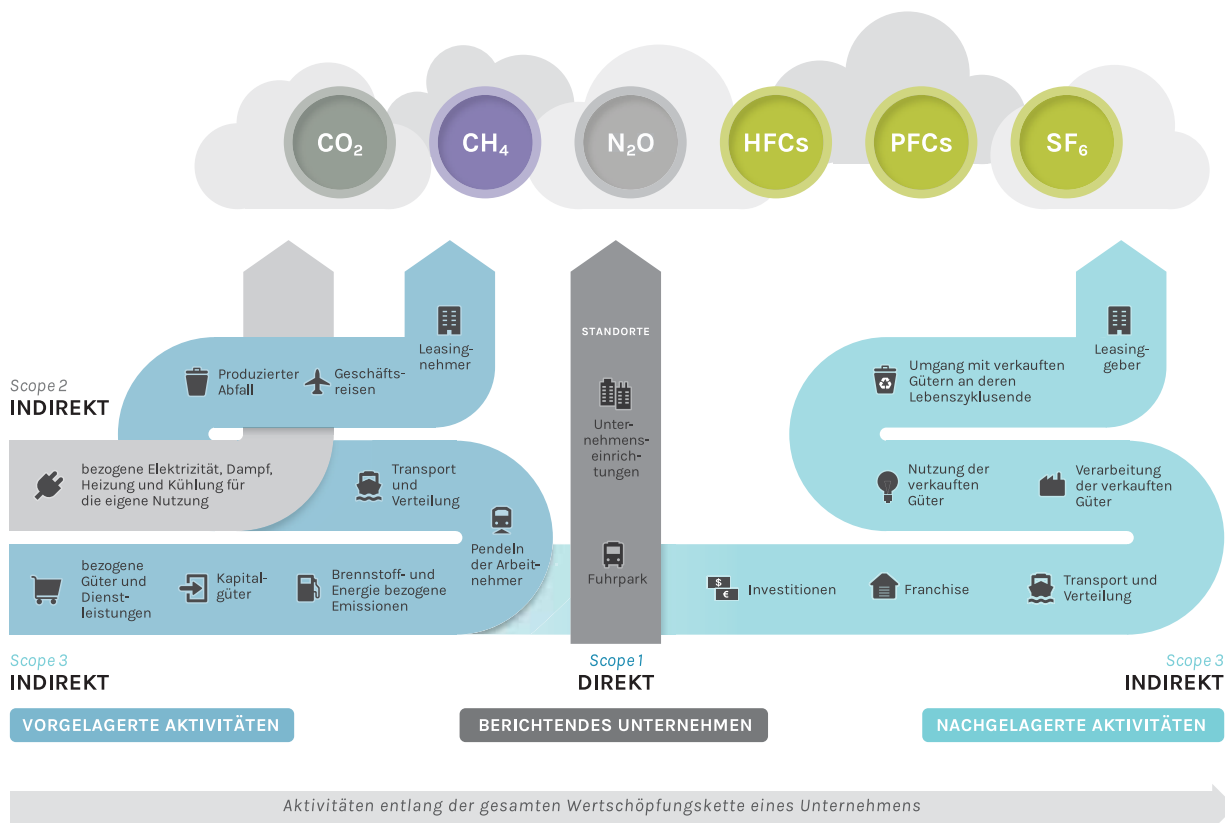 CO₂
CH₄
N₂O
HFCs
PFCs
SF₆
STANDORTE
Leasing-
nehmer
Leasing-
geber
Produzierter
Abfall
Geschäfts-
reisen
Umgang mit verkauften
Gütern an deren
Lebenszyklusende
Scope 2
INDIREKT
Unter-
nehmens-
einrich-
tungen
bezogene Elektrizität, Dampf,
Heizung und Kühlung für
die eigene Nutzung
Transport
und
Verteilung
Nutzung der
verkauften
Güter
Verarbeitung
der verkauften
Güter
Pendeln
der Arbeit-
nehmer
bezogene
Güter und
Dienst-
leistungen
Kapital-
güter
Brennstoff- und
Energie bezogene
Emissionen
Fuhrpark
$
€
Investitionen
Franchise
Transport und
Verteilung
Scope 3
INDIREKT
Scope 1
DIREKT
Scope 3
INDIREKT
VORGELAGERTE AKTIVITÄTEN
BERICHTENDES UNTERNEHMEN
NACHGELAGERTE AKTIVITÄTEN
Aktivitäten entlang der gesamten Wertschöpfungskette eines Unternehmens